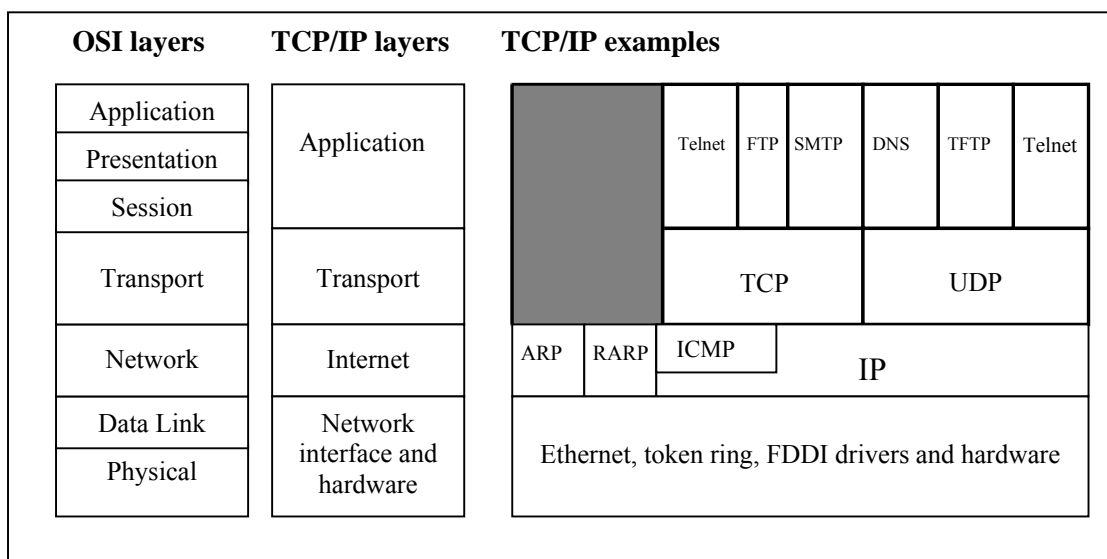 OSI layers
TCP/IP layers
TCP/IP examples
Application
Presentation
Session
Transport
Network
Data Link
Physical
Application
Transport
Internet
Network
interface and
hardware
Telnet
FTP
SMTP
DNS
TFTP
Telnet
TCP
UDP
ARP
RARP
ICMP
IP
Ethernet, token ring, FDDI drivers and hardware